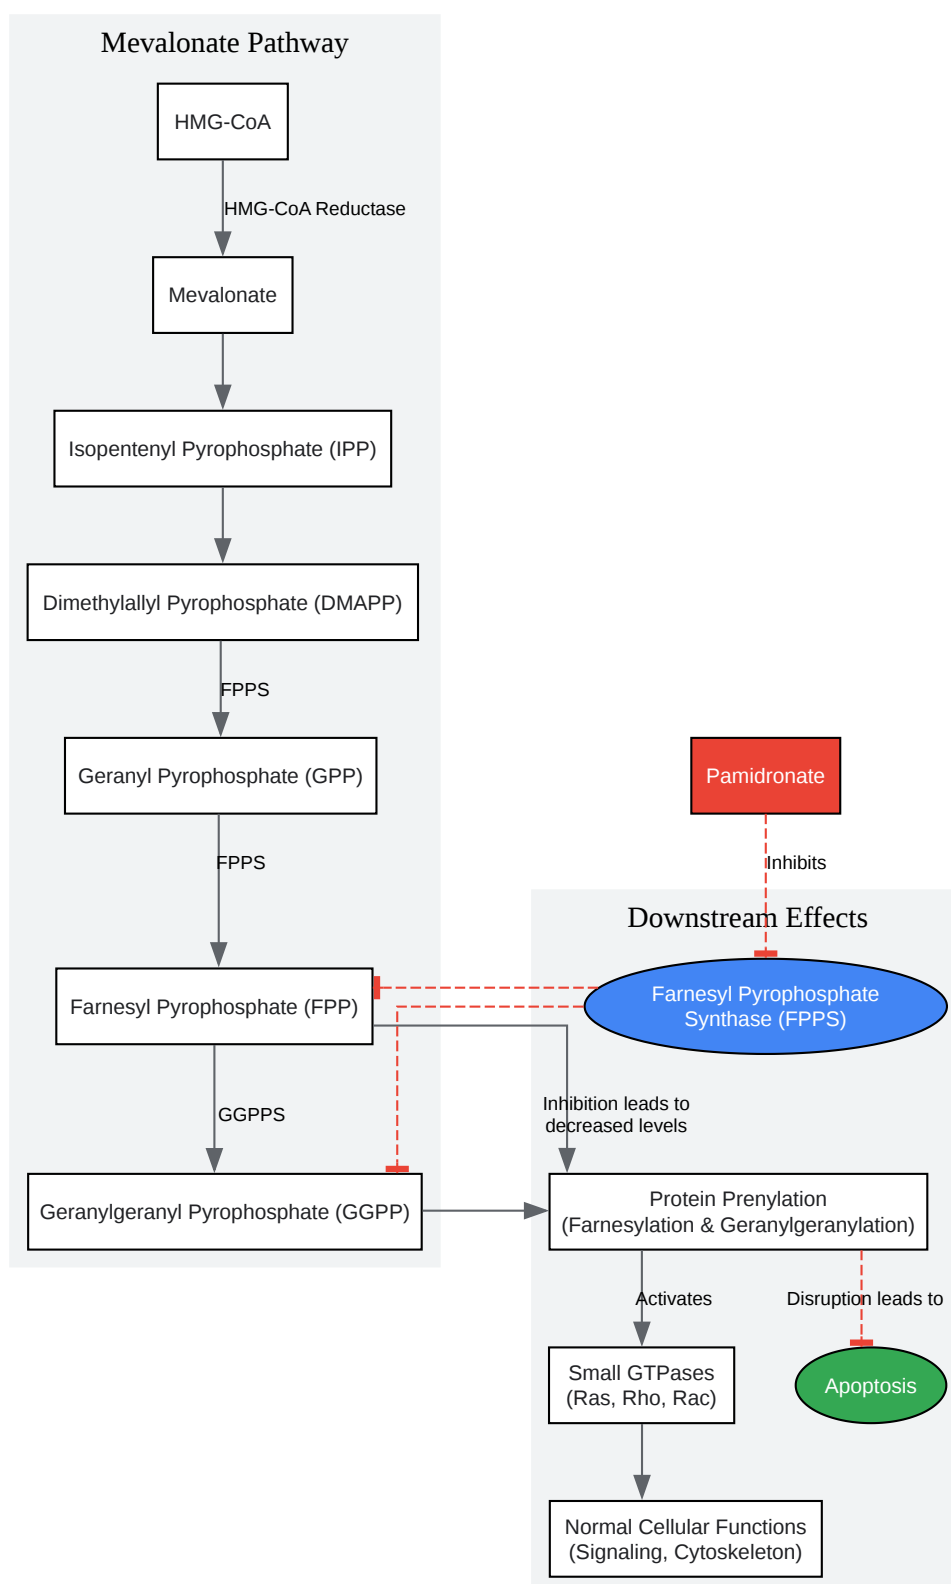 Mevalonate Pathway
HMG-CoA
HMG-CoA Reductase
Mevalonate
Isopentenyl Pyrophosphate (IPP)
Dimethylallyl Pyrophosphate (DMAPP)
FPPS
Geranyl Pyrophosphate (GPP)
FPPS
Farnesyl Pyrophosphate (FPP)
GGPPS
Geranylgeranyl Pyrophosphate (GGPP)
Pamidronate
Inhibits
Downstream Effects
Farnesyl Pyrophosphate
Synthase (FPPS)
Inhibition leads to
decreased levels
Protein Prenylation
(Farnesylation & Geranylgeranylation)
Activates
Disruption leads to
Small GTPases
(Ras, Rho, Rac)
Apoptosis
Normal Cellular Functions
(Signaling, Cytoskeleton)